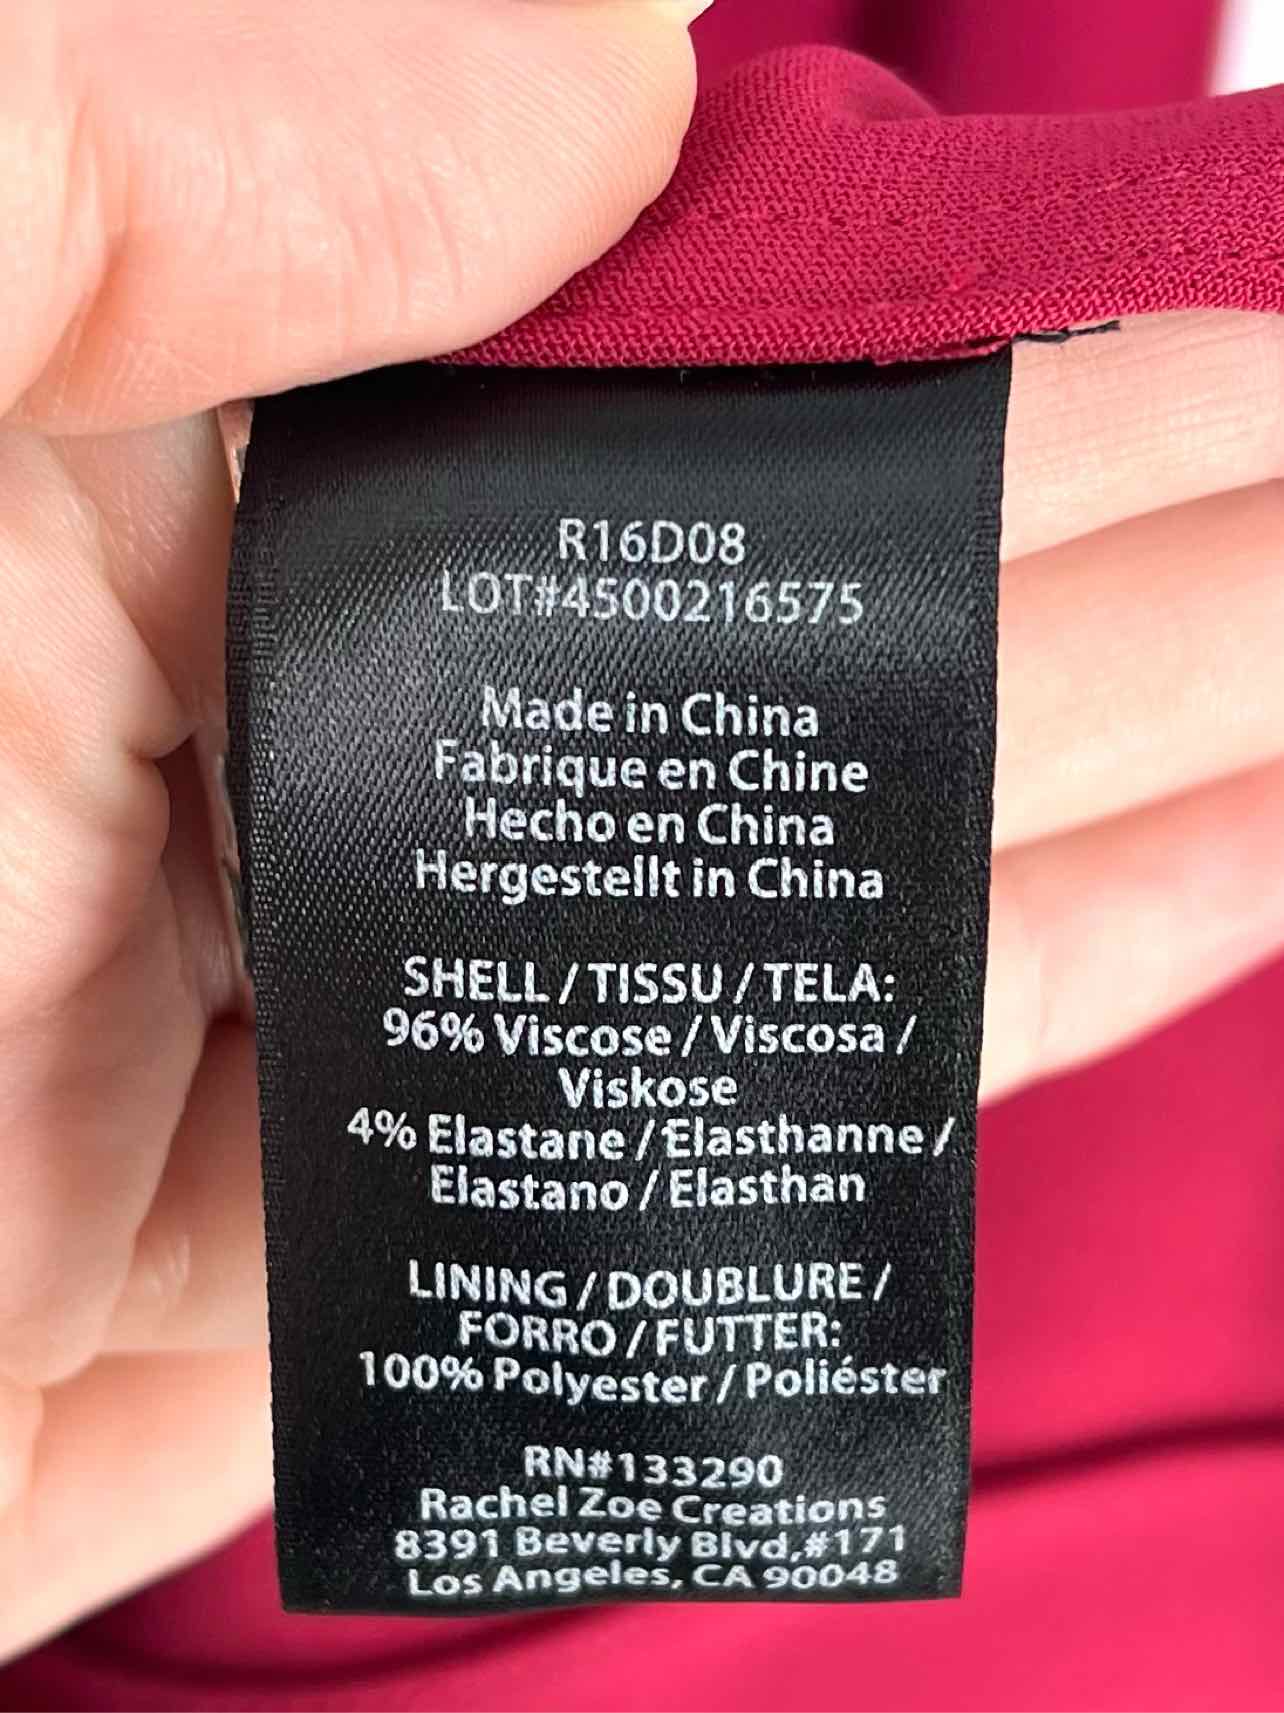 R16D08
LOT#4500216575
Made in China
Fabrique en Chine
Hecho en China
Hergestellt in China
SHELL / TISSU / TELA:
96% Viscose / Viscosa /
Viskose
4% Elastane / Elasthanne /
Elastano / Elasthan
LINING / DOUBLURE /
FORRO / FUTTER:
100% Polyester / Poliéster
RN#133290
Rachel Zoe Creations
8391 Beverly Blvd,#171
Los Angeles, CA 90048